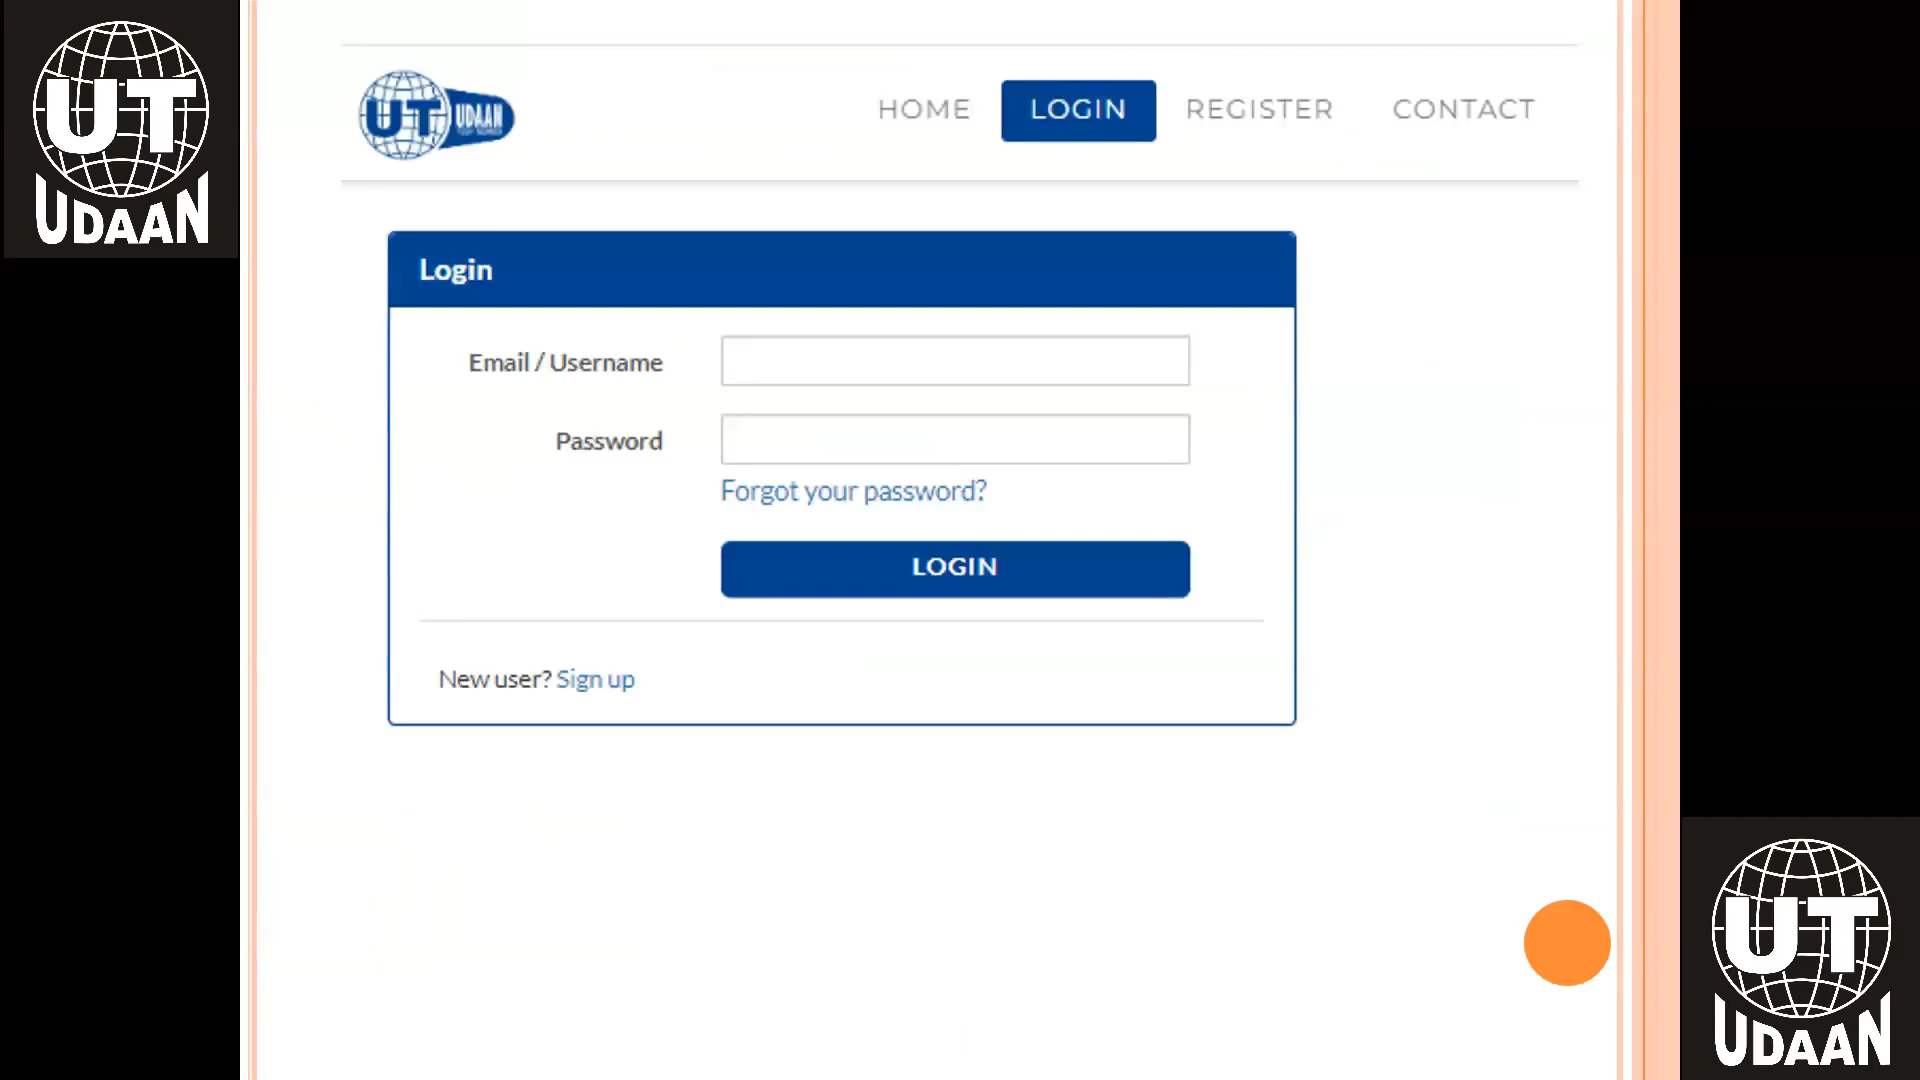 UT
UDAAN
UT UDAAN
HOME LOGIN REGISTER CONTACT
Login
Email / Username
Password
Forgot your password?
LOGIN
New user? Sign up
UT
UDAAN